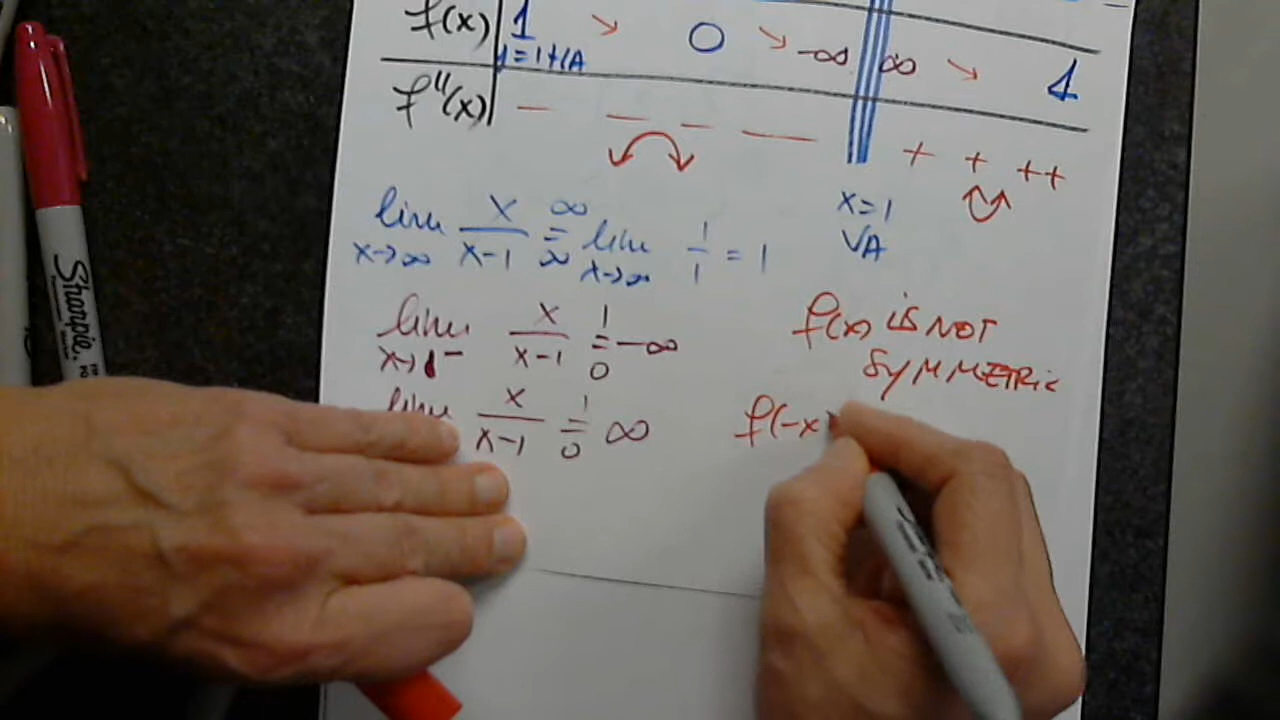 f(x) 1 ↘ 0 ↘ -∞ ∞ ↘ 1
y=1 HA
f''(x) - - - - + + ++
lim x→∞ x/(x-1) =∞/∞ lim x→∞ 1/1 = 1
x=1
VA
lim x→1⁻ x/(x-1) =1/0 -∞
f(x) is NOT
SYMMETRIC
lim x/(x-1) =1/0 ∞
f(-x)
Sharpie